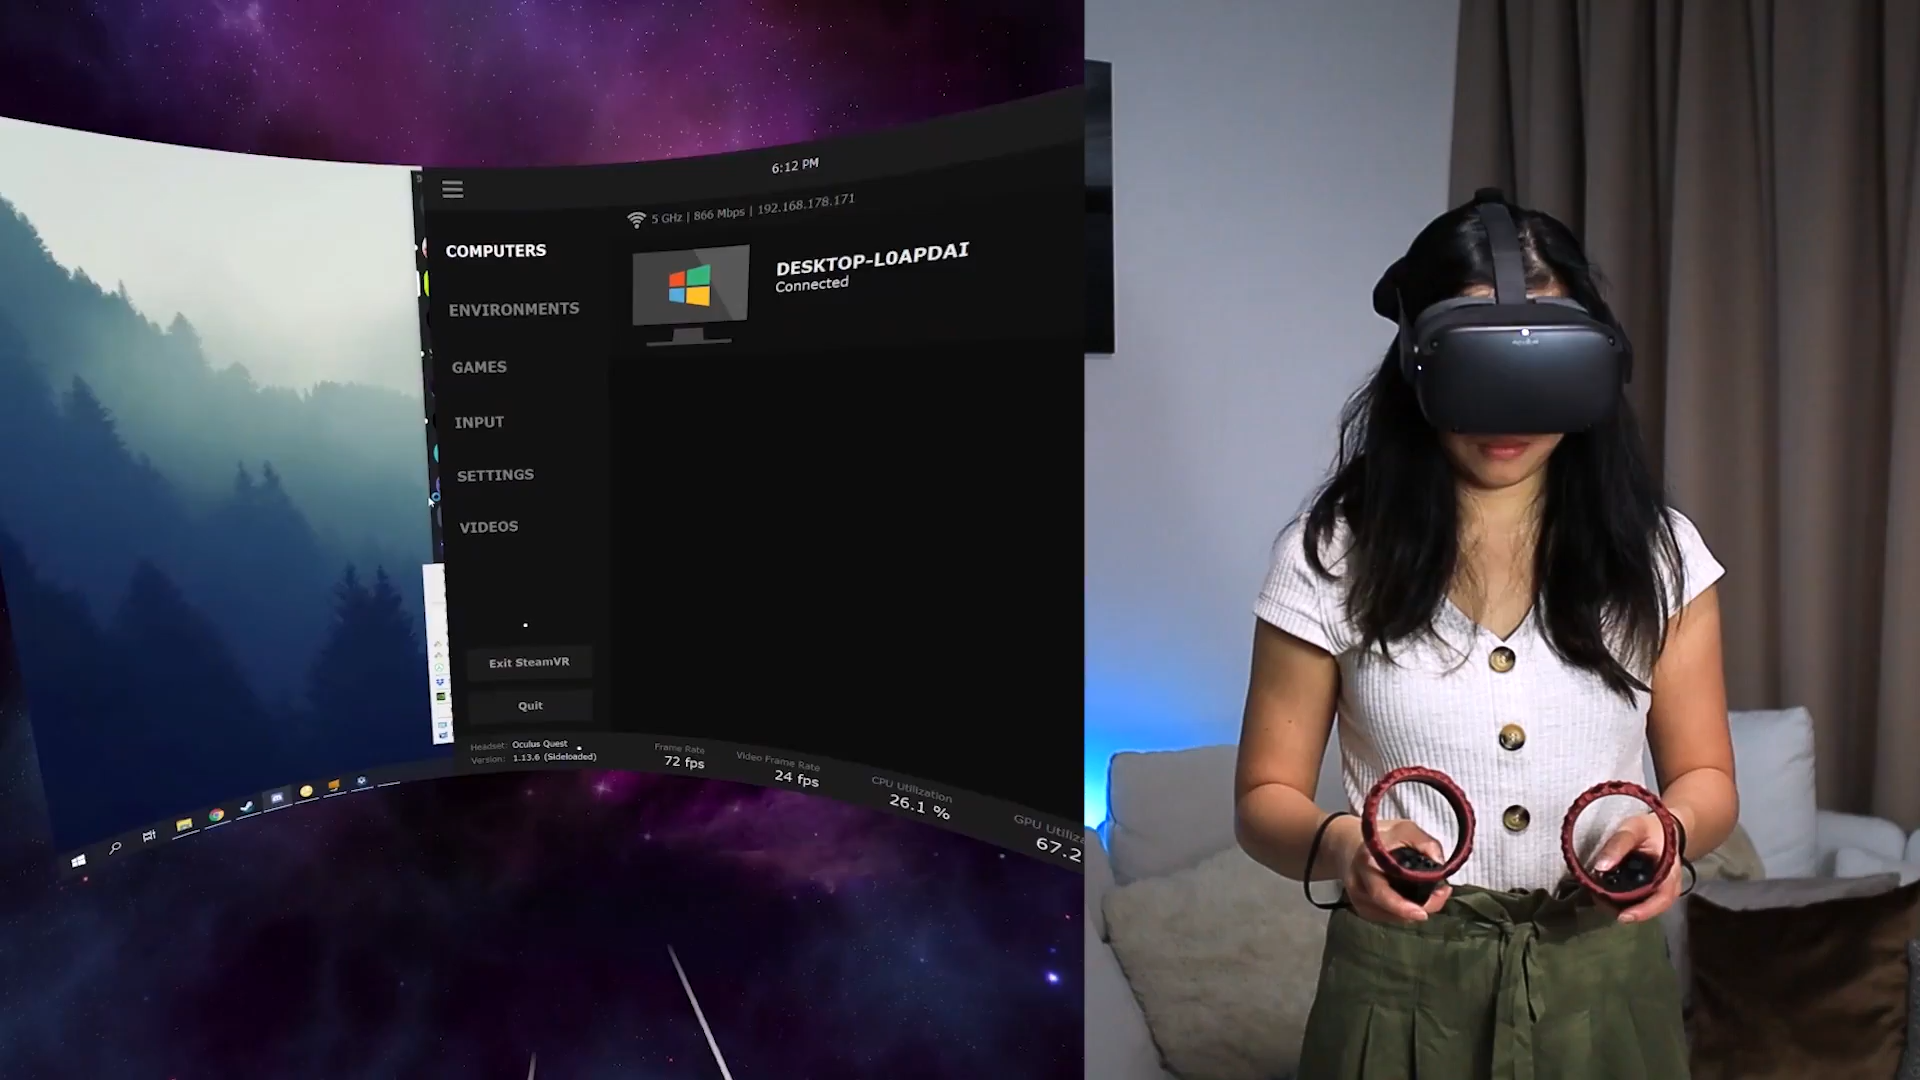 6:12 PM
5 GHz | 866 Mbps | 192.168.178.171
COMPUTERS
DESKTOP-L0APDAI
Connected
ENVIRONMENTS
GAMES
INPUT
SETTINGS
VIDEOS
Exit SteamVR
Quit
Headset: Oculus Quest
Version: 1.13.6 (Sideloaded)
Frame Rate
72 fps
Video Frame Rate
24 fps
CPU Utilization
26.1 %
GPU
67.2